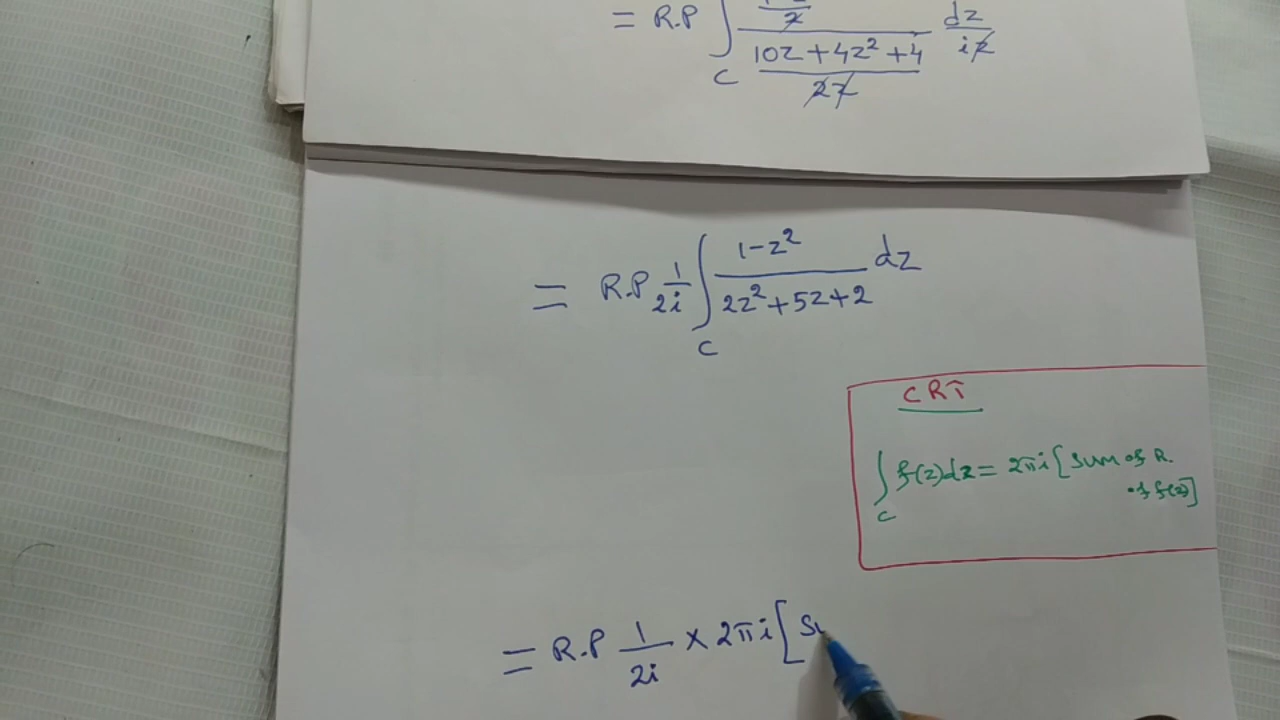 = R.P ∫ z / (10z + 4z² + 4 / 2z) dz / iz
C
= R.P 1/2i ∫ (1 - z²) / (2z² + 5z + 2) dz
C
CRT
∫ f(z)dz = 2πi [sum of R.
of f(z)]
C
= R.P 1/2i × 2πi [Su